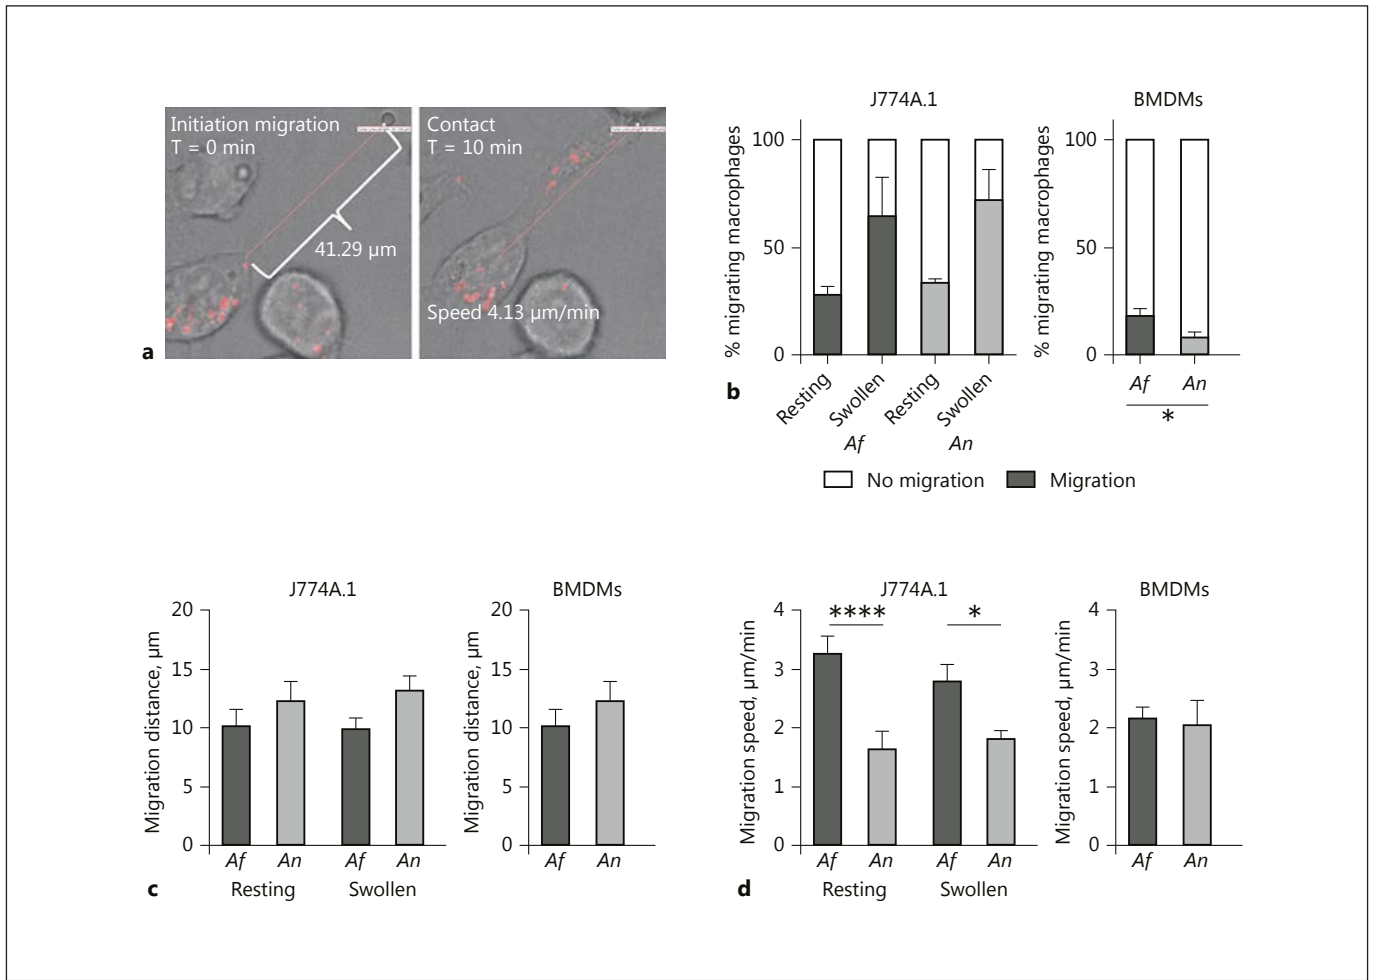 Initiation migration
T = 0 min
41.29 µm
Contact
T = 10 min
Speed 4.13 µm/min
a
J774A.1
% migrating macrophages
100
50
0
Resting
Swollen
Resting
Swollen
Af
An
BMDMs
% migrating macrophages
100
50
0
Af
An
*
b
No migration
Migration
J774A.1
Migration distance, µm
20
15
10
5
0
Af
An
Af
An
Resting
Swollen
BMDMs
Migration distance, µm
20
15
10
5
0
Af
An
c
J774A.1
Migration speed, µm/min
4
3
2
1
0
****
*
Af
An
Af
An
Resting
Swollen
BMDMs
Migration speed, µm/min
4
3
2
1
0
Af
An
d